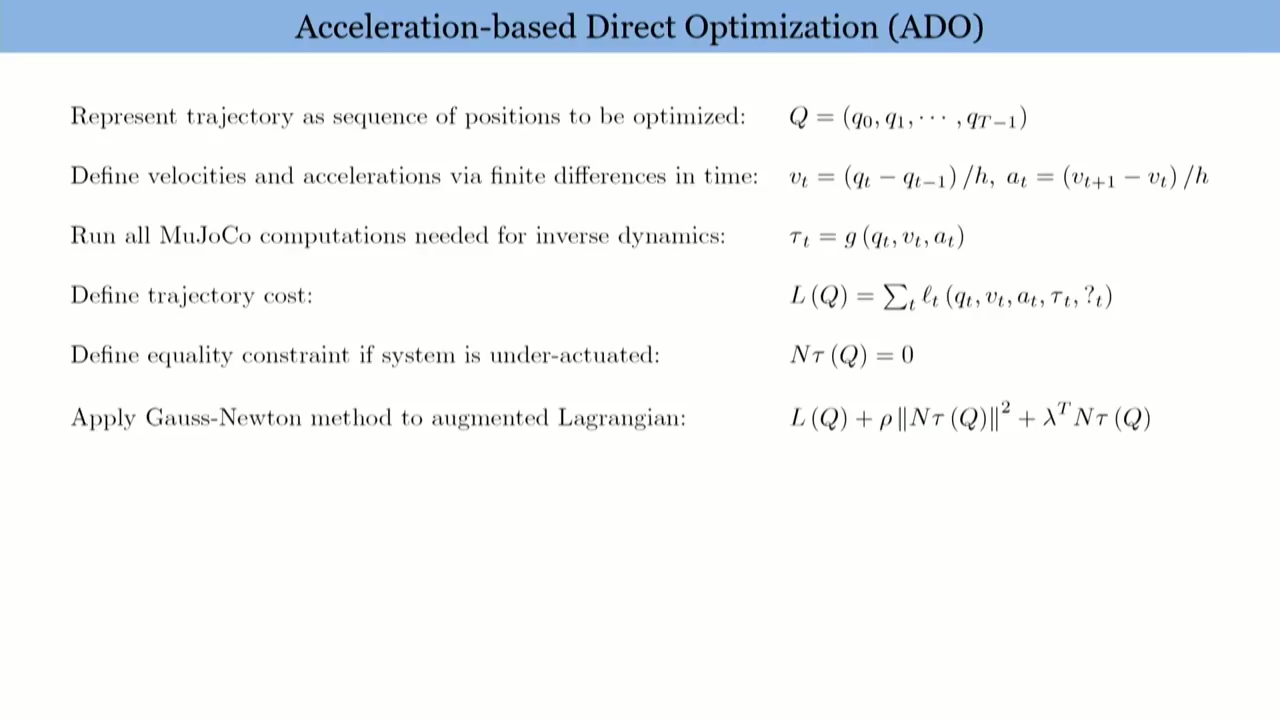 Acceleration-based Direct Optimization (ADO)
Represent trajectory as sequence of positions to be optimized: Q = (q₀, q₁, ⋯ , q_{T−1})
Define velocities and accelerations via finite differences in time: v_t = (q_t − q_{t−1}) /h, a_t = (v_{t+1} − v_t) /h
Run all MuJoCo computations needed for inverse dynamics: τ_t = g (q_t, v_t, a_t)
Define trajectory cost: L (Q) = ∑_t ℓ_t (q_t, v_t, a_t, τ_t, ?_t)
Define equality constraint if system is under-actuated: Nτ (Q) = 0
Apply Gauss-Newton method to augmented Lagrangian: L (Q) + ρ ‖Nτ (Q)‖² + λ^T Nτ (Q)